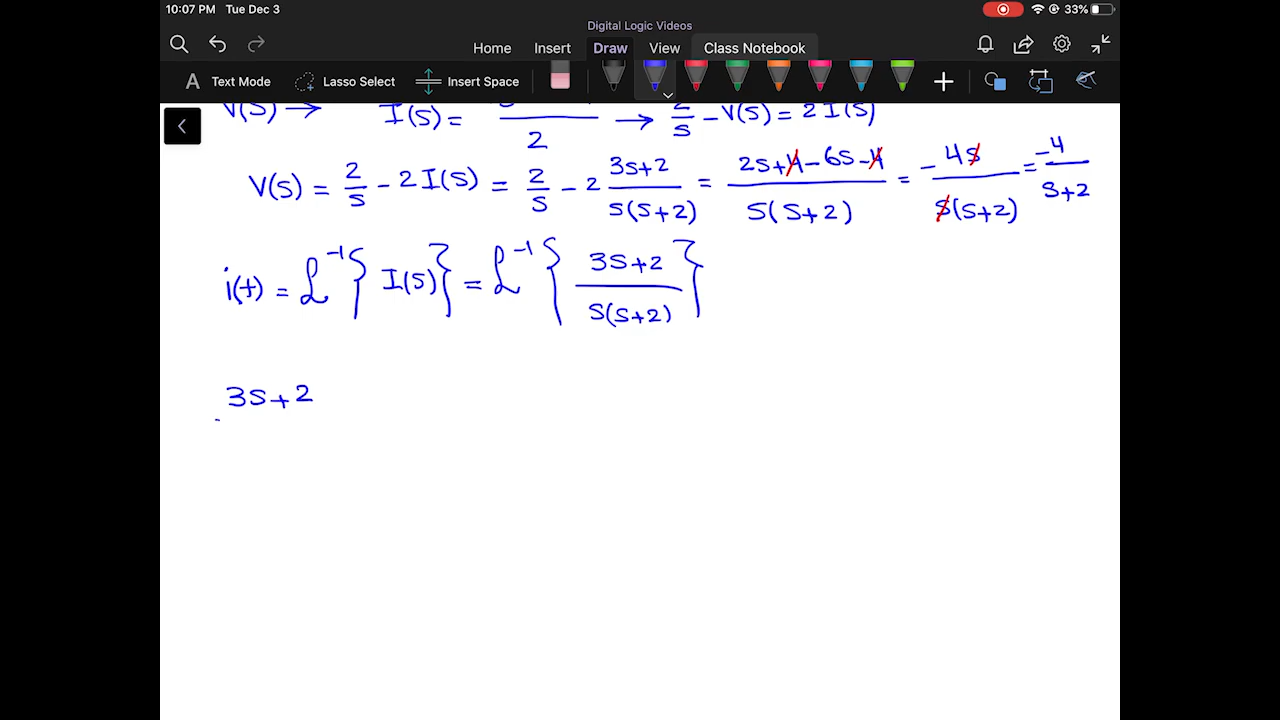 10:07 PM Tue Dec 3
33%
Digital Logic Videos
Home Insert Draw View Class Notebook
A Text Mode Lasso Select Insert Space
V(S) → I(S) = ―/2 → 2/s - V(S) = 2 I(S)
V(S) = 2/s - 2 I(S) = 2/s - 2 (3s+2)/(s(s+2)) = (2s+4-6s-4)/(s(s+2)) = -4s/(s(s+2)) = -4/(s+2)
i(t) = £⁻¹{I(S)} = £⁻¹{(3s+2)/(s(s+2))}
3s+2